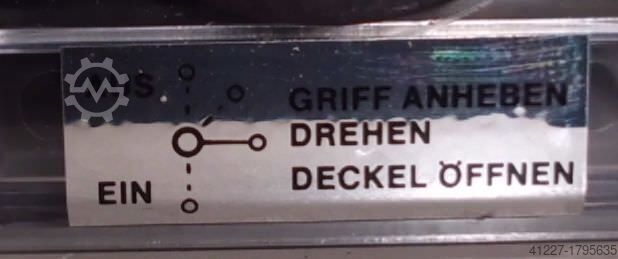 AUS
GRIFF ANHEBEN
DREHEN
DECKEL ÖFFNEN
EIN
41227-1795635